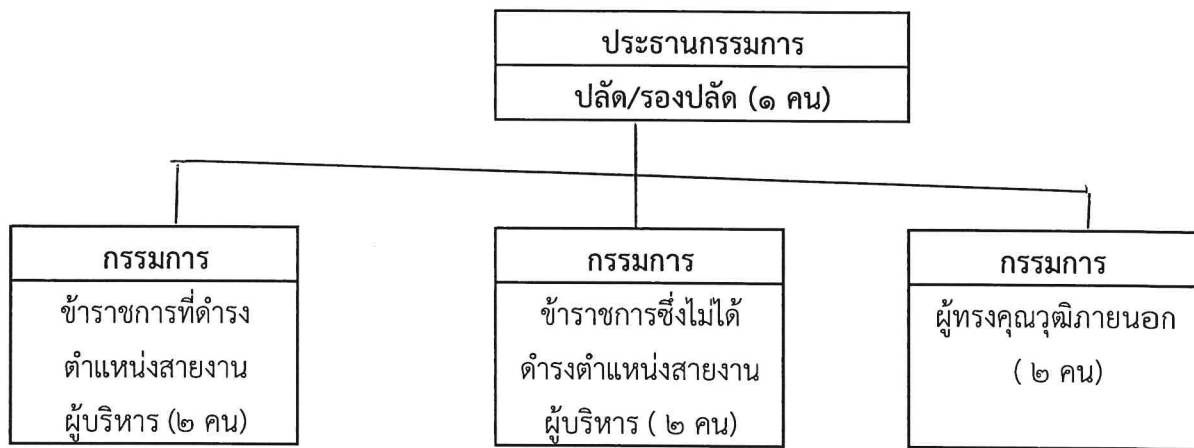 ประธานกรรมการ
ปลัด/รองปลัด (๑ คน)
กรรมการ
ข้าราชการที่ดำรง
ตำแหน่งสายงาน
ผู้บริหาร (๒ คน)
กรรมการ
ข้าราชการซึ่งไม่ได้
ดำรงตำแหน่งสายงาน
ผู้บริหาร ( ๒ คน)
กรรมการ
ผู้ทรงคุณวุฒิภายนอก
( ๒ คน)